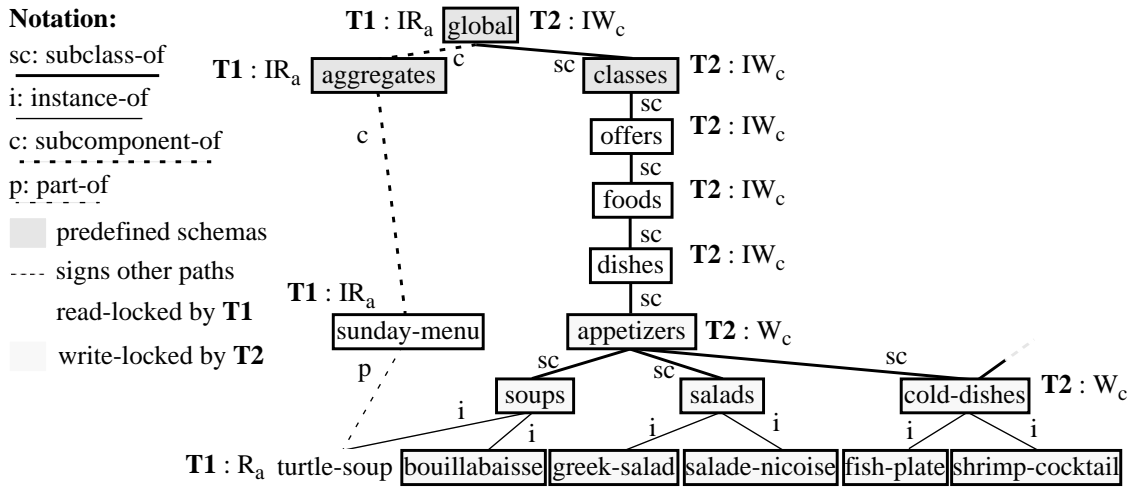 Notation:
sc: subclass-of
i: instance-of
c: subcomponent-of
p: part-of
predefined schemas
signs other paths
read-locked by T1
write-locked by T2
T1 : IRa global T2 : IWc
c sc
T1 : IRa aggregates classes T2 : IWc
sc
c offers T2 : IWc
sc
foods T2 : IWc
sc
dishes T2 : IWc
sc
T1 : IRa
sunday-menu appetizers T2 : Wc
p sc sc sc
soups salads cold-dishes T2 : Wc
i i i i i i
T1 : Ra turtle-soup bouillabaisse greek-salad salade-nicoise fish-plate shrimp-cocktail